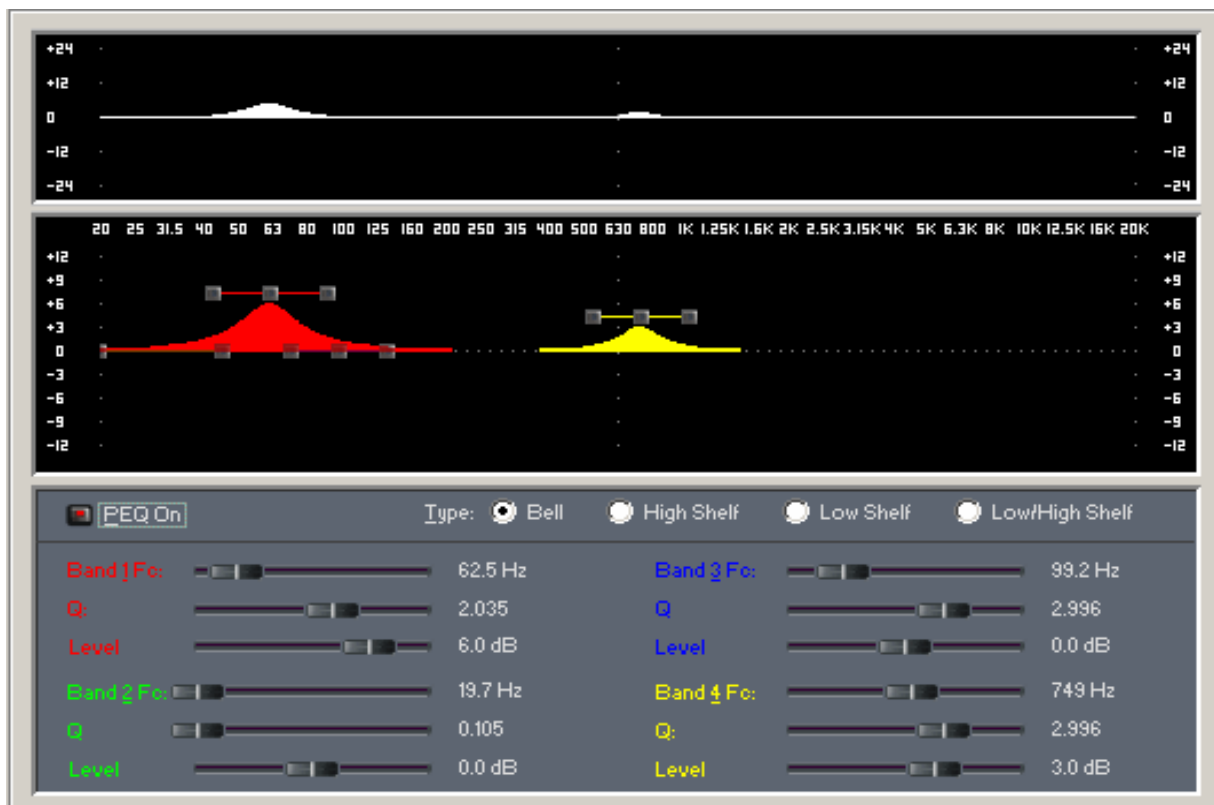 +24 +24
+12 +12
0 0
-12 -12
-24 -24
20 25 31.5 40 50 63 80 100 125 160 200 250 315 400 500 630 800 1K 1.25K 1.6K 2K 2.5K 3.15K 4K 5K 6.3K 8K 10K 12.5K 16K 20K
+12 +12
+9 +9
+6 +6
+3 +3
0 0
-3 -3
-6 -6
-9 -9
-12 -12
PEQ On Type: Bell High Shelf Low Shelf Low/High Shelf
Band 1 Fc: 62.5 Hz Band 3 Fc: 99.2 Hz
Q: 2.035 Q 2.996
Level 6.0 dB Level 0.0 dB
Band 2 Fc: 19.7 Hz Band 4 Fc: 749 Hz
Q 0.105 Q: 2.996
Level 0.0 dB Level 3.0 dB